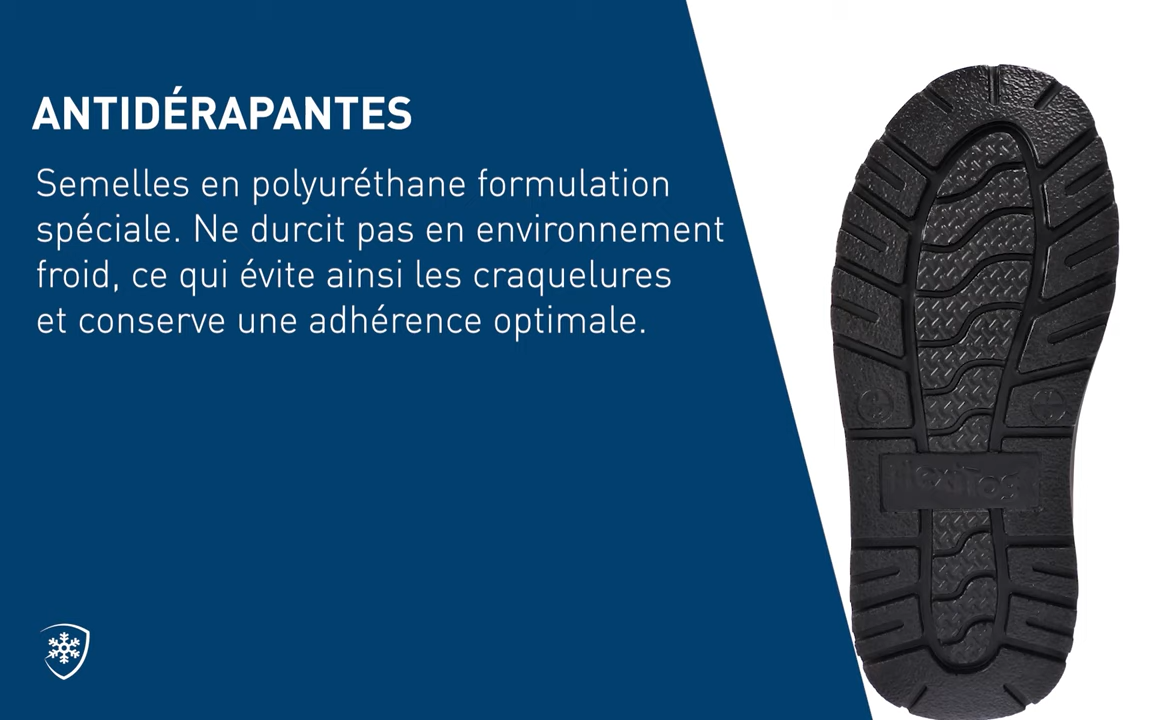 ANTIDÉRAPANTES
Semelles en polyuréthane formulation
spéciale. Ne durcit pas en environnement
froid, ce qui évite ainsi les craquelures
et conserve une adhérence optimale.